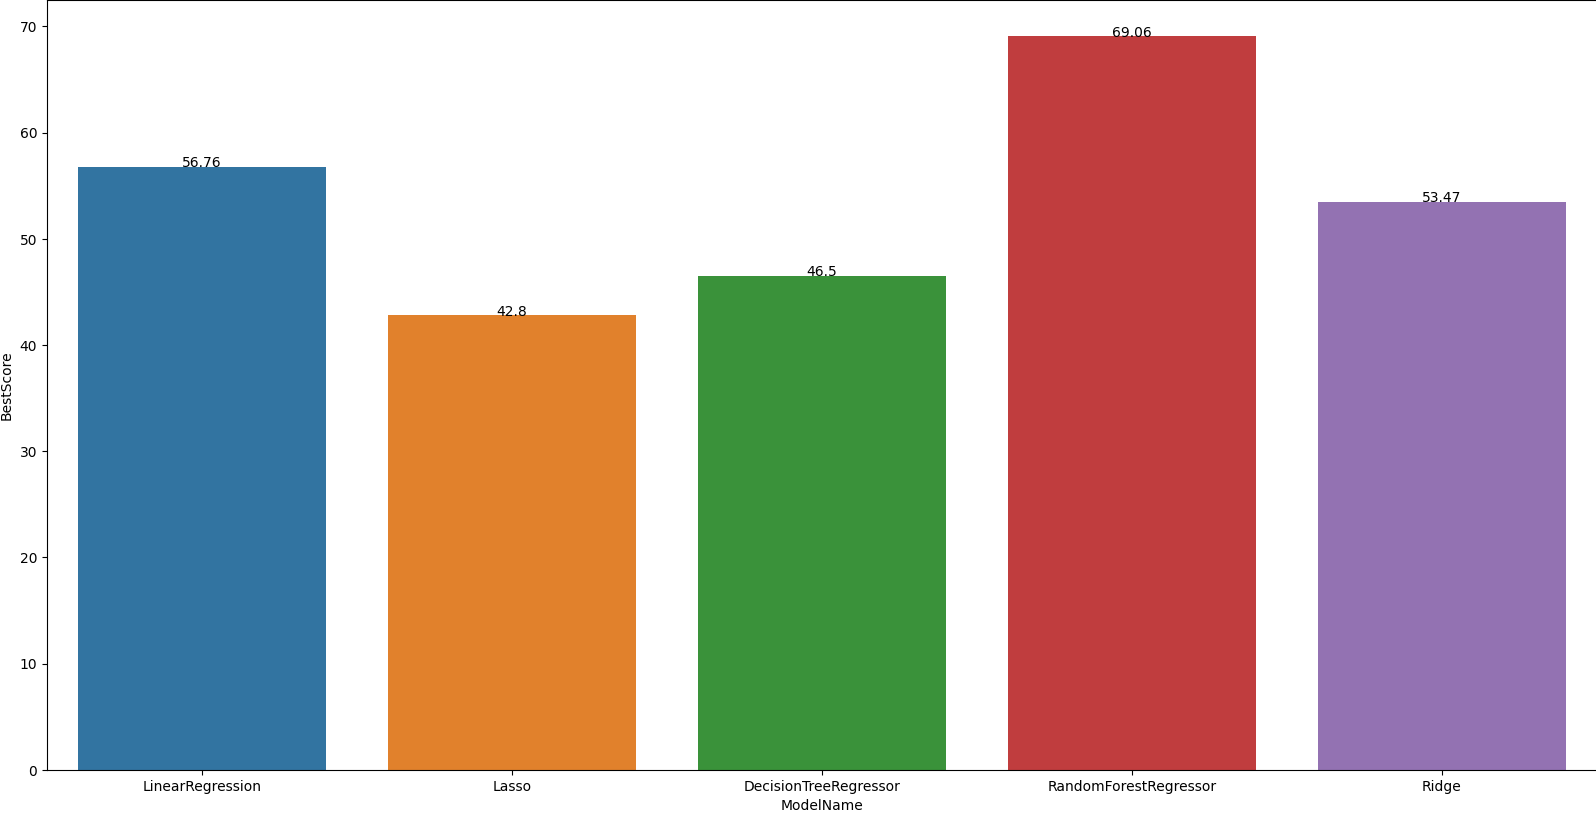 70
60
50
40
30
20
10
0
BestScore
56.76
42.8
46.5
69.06
53.47
LinearRegression
Lasso
DecisionTreeRegressor
RandomForestRegressor
Ridge
ModelName